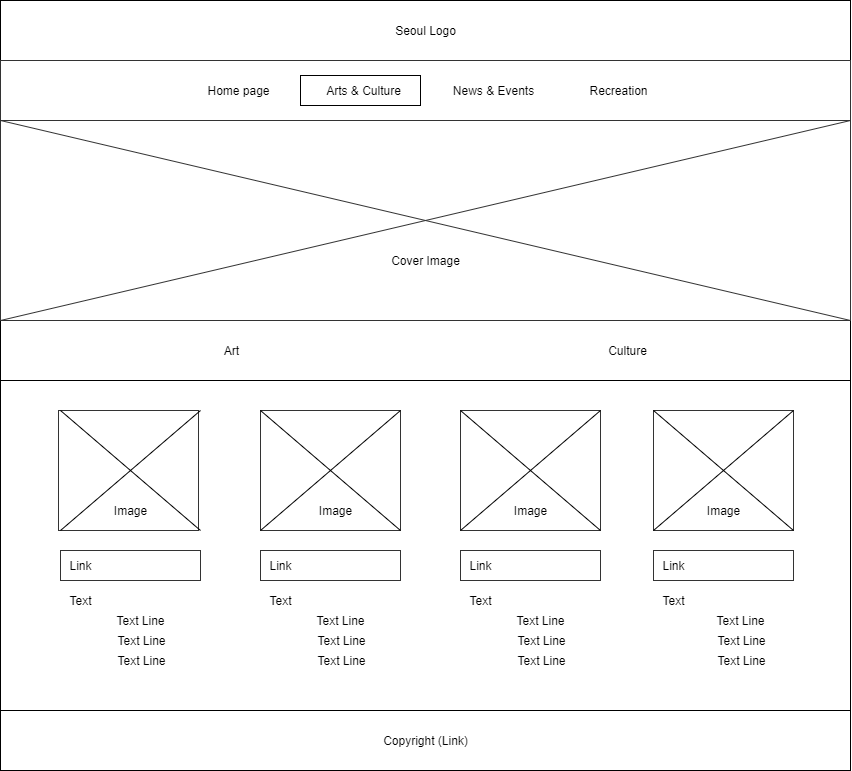 Seoul Logo
Home page Arts & Culture News & Events Recreation
Cover Image
Art Culture
Image Image Image Image
Link Link Link Link
Text Text Text Text
Text Line Text Line Text Line Text Line
Text Line Text Line Text Line Text Line
Text Line Text Line Text Line Text Line
Copyright (Link)